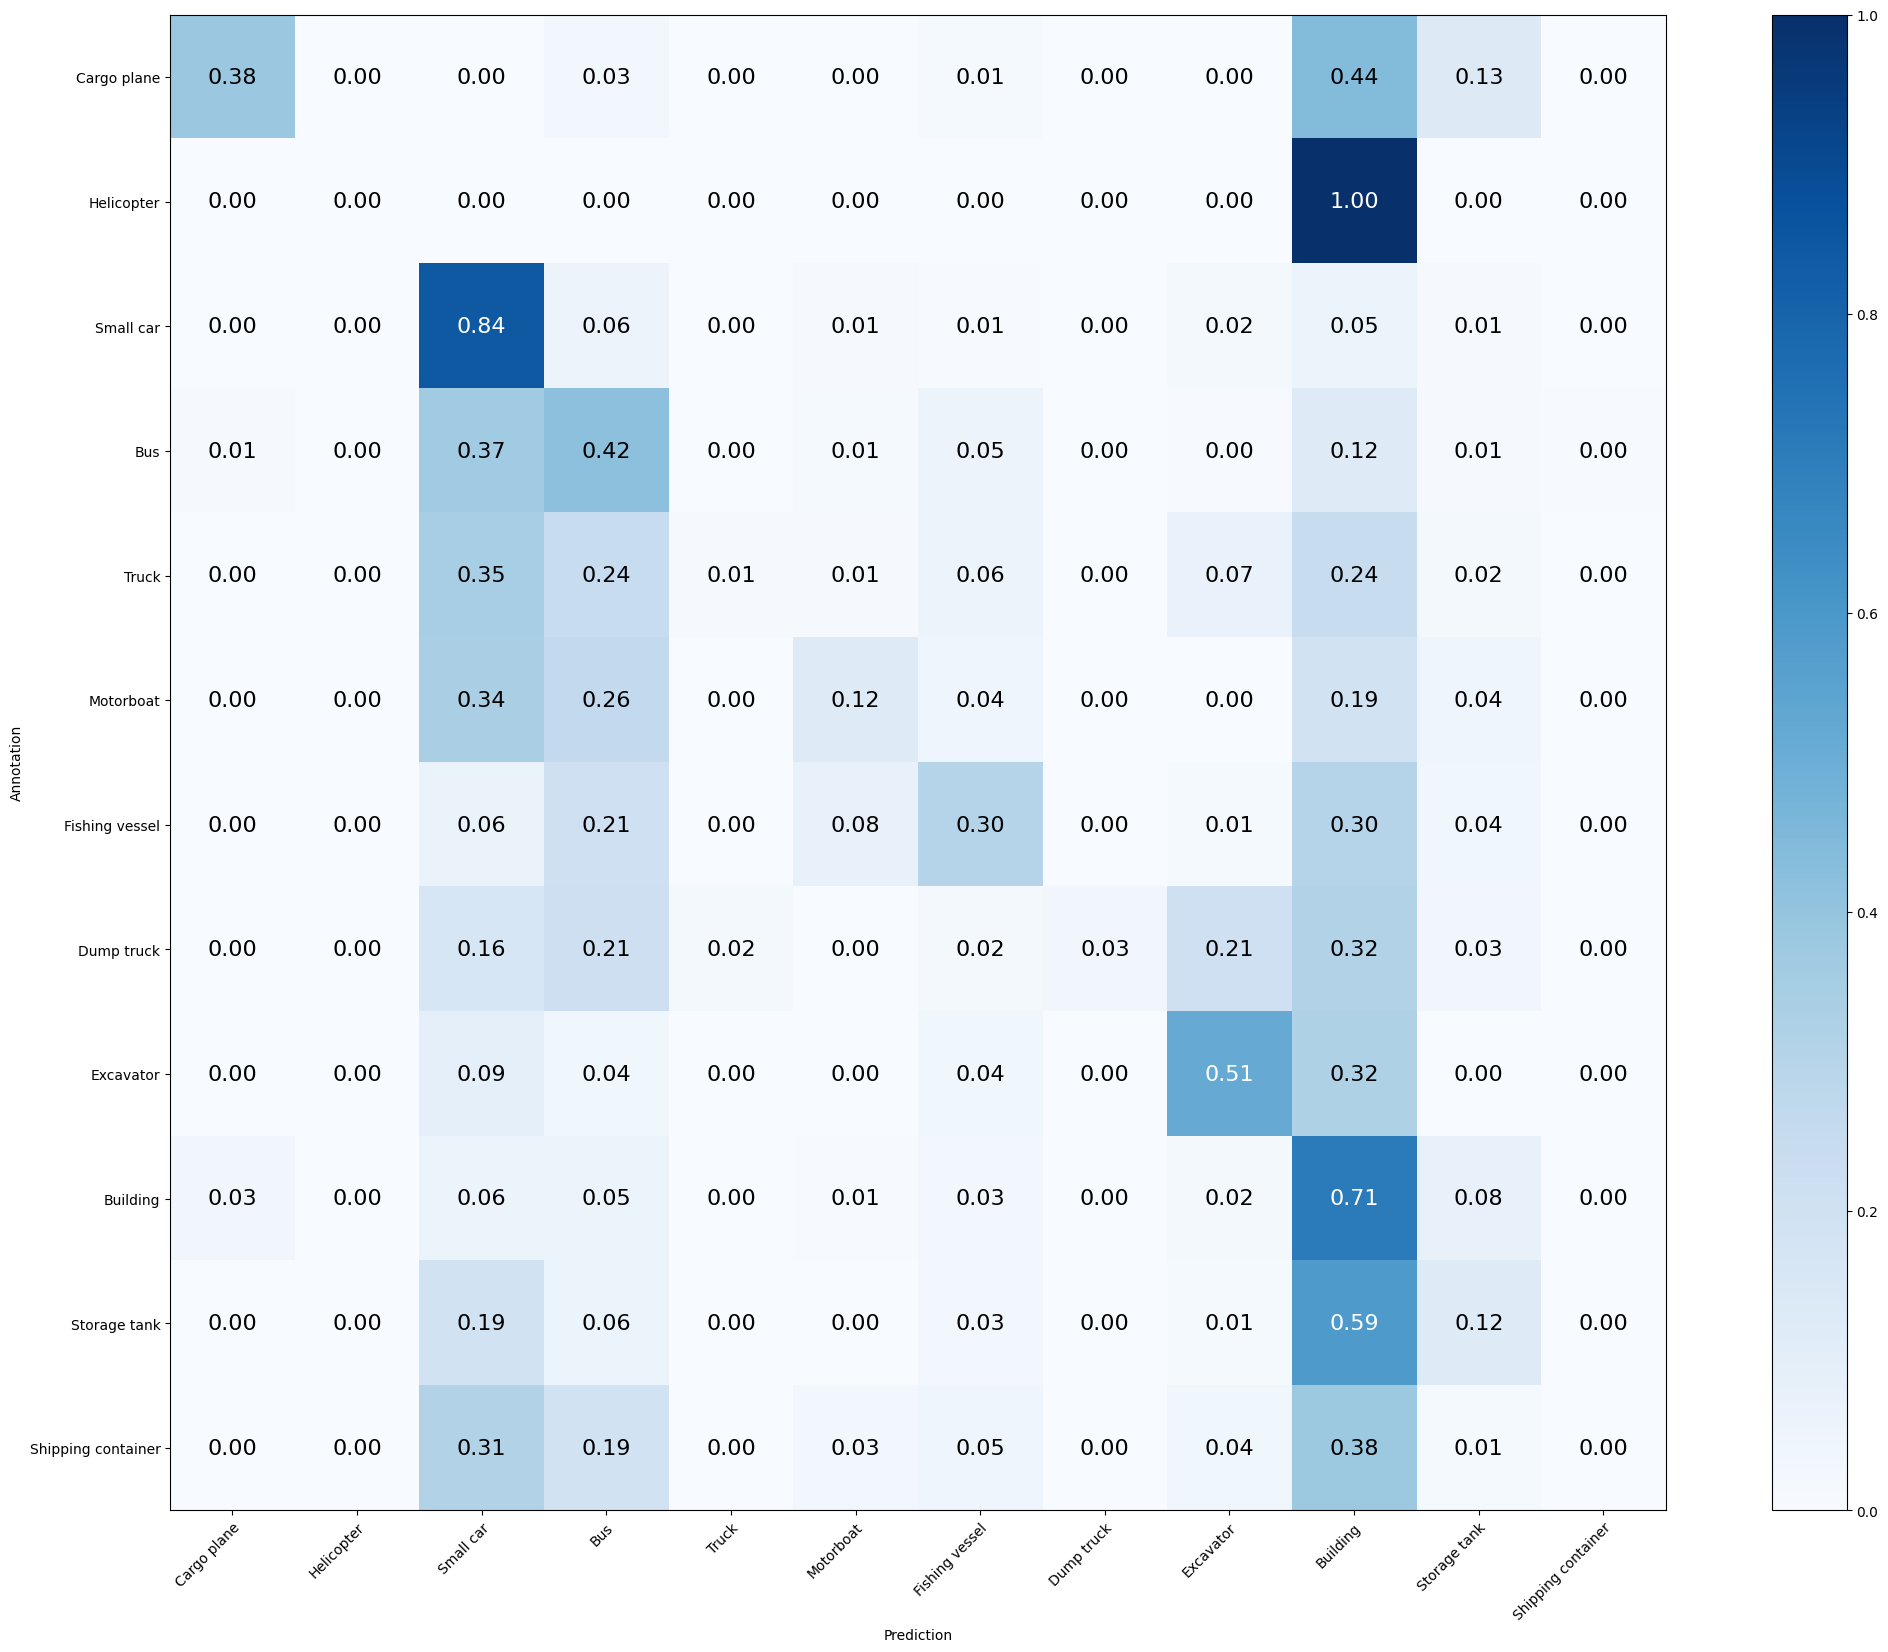 Cargo plane 0.38 0.00 0.00 0.03 0.00 0.00 0.01 0.00 0.00 0.44 0.13 0.00
Helicopter 0.00 0.00 0.00 0.00 0.00 0.00 0.00 0.00 0.00 1.00 0.00 0.00
Small car 0.00 0.00 0.84 0.06 0.00 0.01 0.01 0.00 0.02 0.05 0.01 0.00
Bus 0.01 0.00 0.37 0.42 0.00 0.01 0.05 0.00 0.00 0.12 0.01 0.00
Truck 0.00 0.00 0.35 0.24 0.01 0.01 0.06 0.00 0.07 0.24 0.02 0.00
Motorboat 0.00 0.00 0.34 0.26 0.00 0.12 0.04 0.00 0.00 0.19 0.04 0.00
Fishing vessel 0.00 0.00 0.06 0.21 0.00 0.08 0.30 0.00 0.01 0.30 0.04 0.00
Dump truck 0.00 0.00 0.16 0.21 0.02 0.00 0.02 0.03 0.21 0.32 0.03 0.00
Excavator 0.00 0.00 0.09 0.04 0.00 0.00 0.04 0.00 0.51 0.32 0.00 0.00
Building 0.03 0.00 0.06 0.05 0.00 0.01 0.03 0.00 0.02 0.71 0.08 0.00
Storage tank 0.00 0.00 0.19 0.06 0.00 0.00 0.03 0.00 0.01 0.59 0.12 0.00
Shipping container 0.00 0.00 0.31 0.19 0.00 0.03 0.05 0.00 0.04 0.38 0.01 0.00
Annotation
Cargo plane
Helicopter
Small car
Bus
Truck
Motorboat
Fishing vessel
Dump truck
Excavator
Building
Storage tank
Shipping container
Prediction
1.0
0.8
0.6
0.4
0.2
0.0